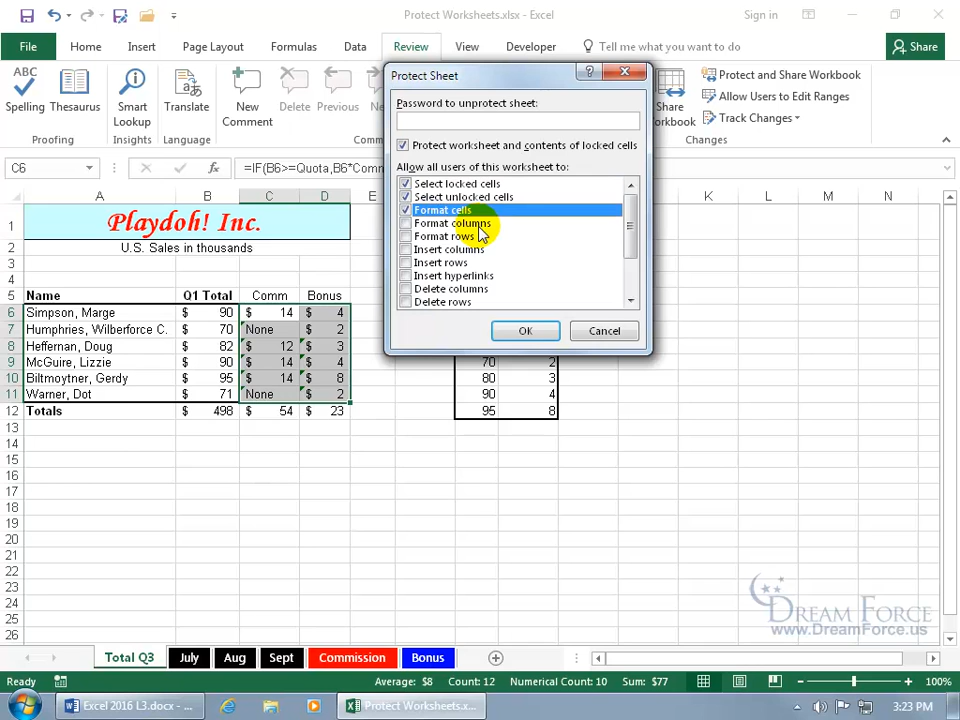 Protect Worksheets.xlsx - Excel
Sign in
File Home Insert Page Layout Formulas Data Review View Developer Tell me what you want to do Share
ABC
Spelling Thesaurus Smart Lookup Translate New Comment Delete Previous
Share
Protect and Share Workbook
Allow Users to Edit Ranges
Track Changes
Proofing Insights Language Changes
Protect Sheet
Password to unprotect sheet:
Protect worksheet and contents of locked cells
Allow all users of this worksheet to:
Select locked cells
Select unlocked cells
Format cells
Format columns
Format rows
Insert columns
Insert rows
Insert hyperlinks
Delete columns
Delete rows
OK Cancel
C6 fx =IF(B6>=Quota,B6*Comn
A B C D E K L M N
1 Playdoh! Inc.
2 U.S. Sales in thousands
3
4
5 Name Q1 Total Comm Bonus
6 Simpson, Marge $ 90 $ 14 $ 4
7 Humphries, Wilberforce C. $ 70 None $ 2
8 Heffernan, Doug $ 82 $ 12 $ 3
9 McGuire, Lizzie $ 90 $ 14 $ 4 70 2
10 Biltmoytner, Gerdy $ 95 $ 14 $ 8 80 3
11 Warner, Dot $ 71 None $ 2 90 4
12 Totals $ 498 $ 54 $ 23 95 8
13
14
15
16
17
18
19
20
21
22
23
24
25
26
DREAM FORCE
www.DreamForce.us
Total Q3 July Aug Sept Commission Bonus
Ready Average: $8 Count: 12 Numerical Count: 10 Sum: $77 100%
Excel 2016 L3.docx - ... Protect Worksheets.x... 3:23 PM